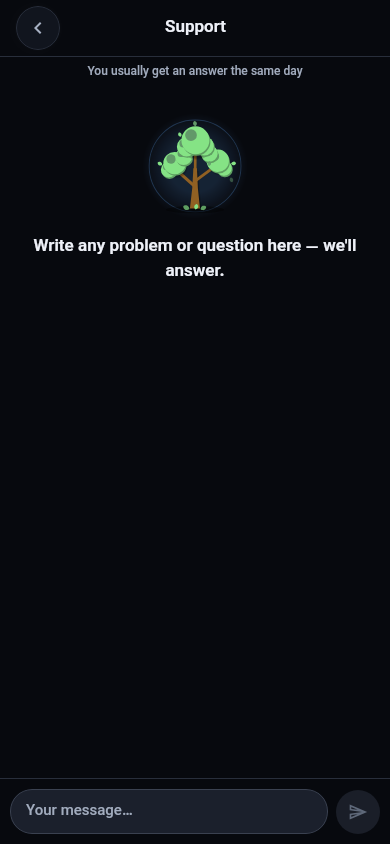 Support
You usually get an answer the same day
Write any problem or question here — we'll
answer.
Your message…